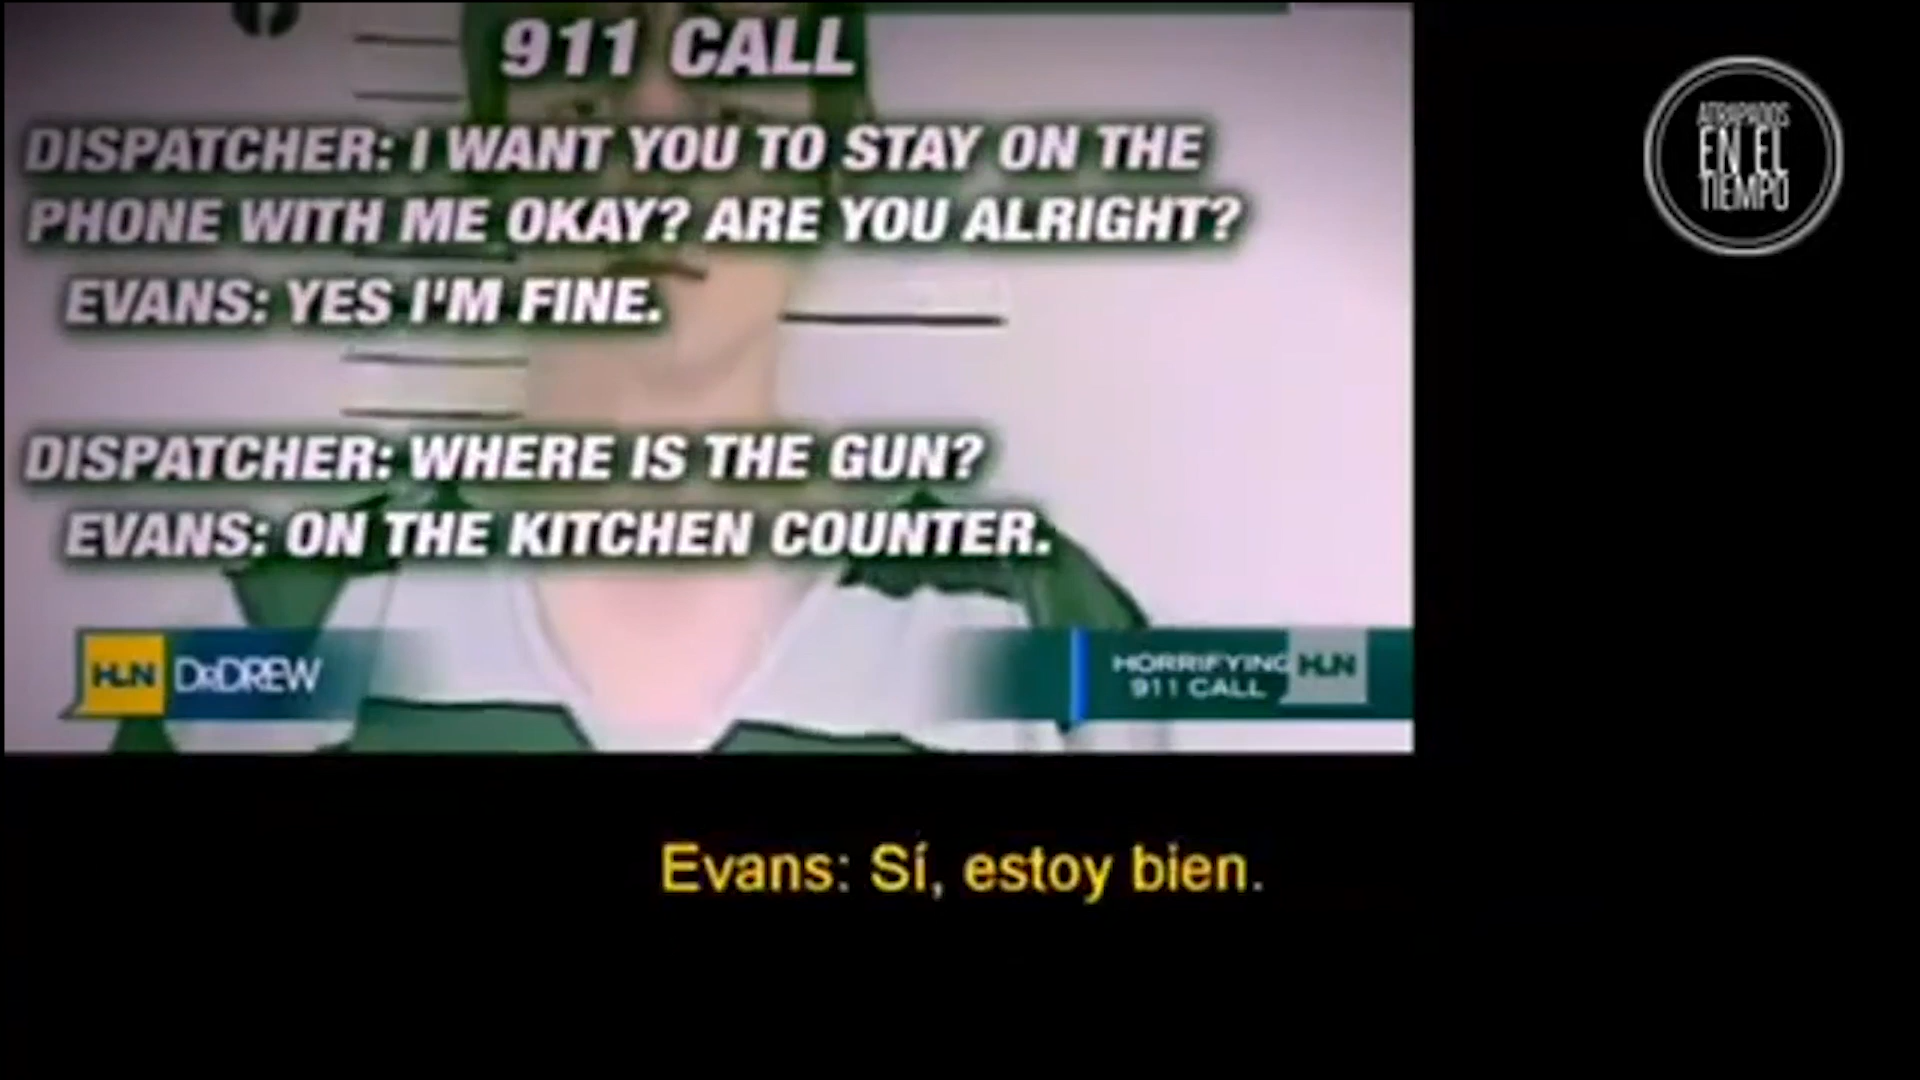 911 CALL
DISPATCHER: I WANT YOU TO STAY ON THE
PHONE WITH ME OKAY? ARE YOU ALRIGHT?
EVANS: YES I'M FINE.
DISPATCHER: WHERE IS THE GUN?
EVANS: ON THE KITCHEN COUNTER.
HLN DRDREW
HORRIFYING
911 CALL
HLN
ATRAPADOS
EN EL
TIEMPO
Evans: Sí, estoy bien.